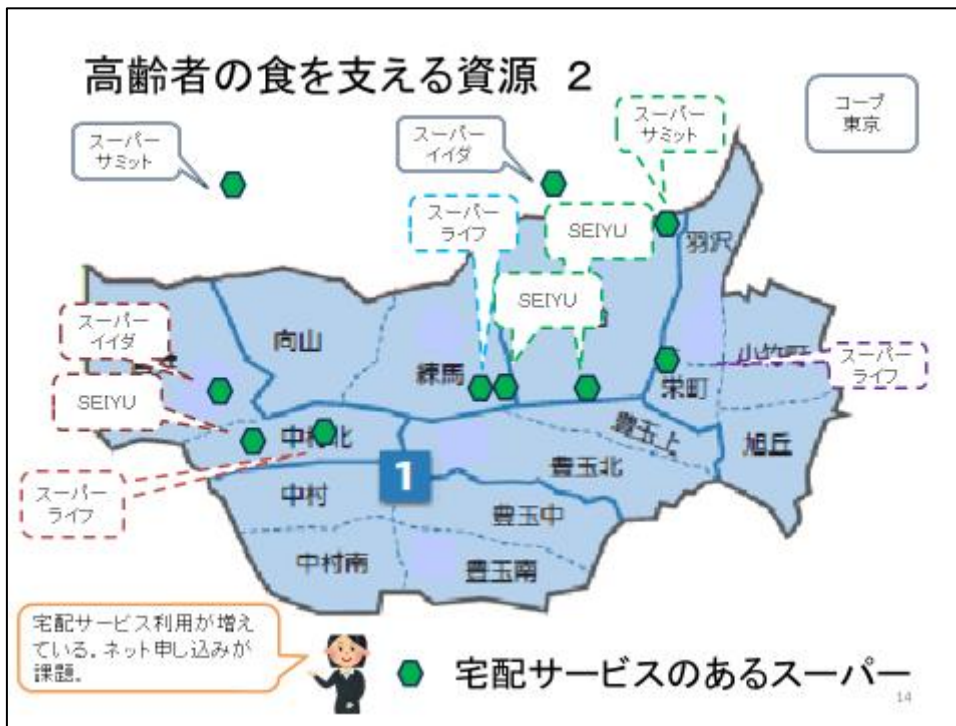 高齢者の食を支える資源 2
コープ
東京
スーパー
サミット
スーパー
イイダ
スーパー
サミット
スーパー
ライフ
SEIYU
羽沢
SEIYU
スーパー
イイダ
向山
練馬
小竹町
スーパー
ライフ
SEIYU
栄町
中村北
豊玉上
旭丘
1
豊玉北
スーパー
ライフ
中村
豊玉中
中村南
豊玉南
宅配サービス利用が増え
ている。ネット申し込みが
課題。
宅配サービスのあるスーパー
14